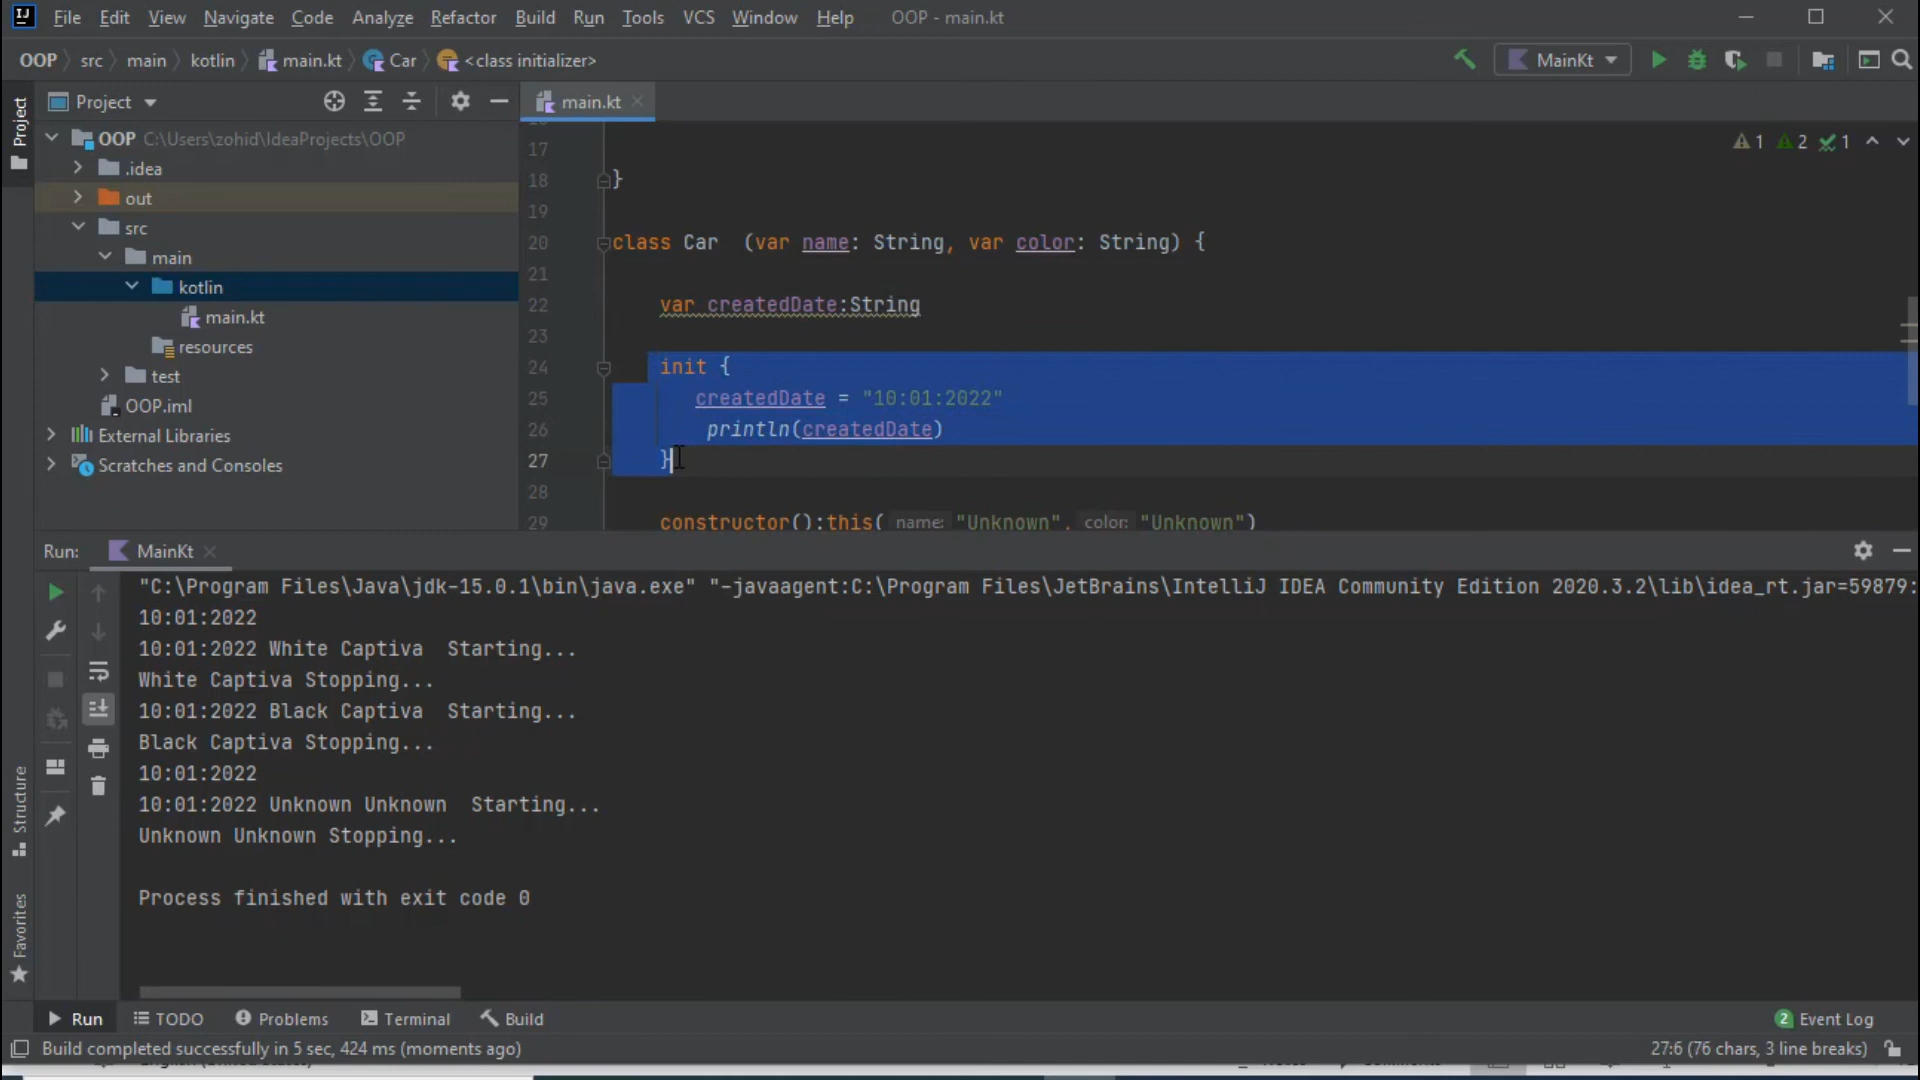 IJ File Edit View Navigate Code Analyze Refactor Build Run Tools VCS Window Help OOP - main.kt
OOP src main kotlin main.kt Car <class initializer> MainKt
Project main.kt
Project
OOP C:\Users\zohid\IdeaProjects\OOP
.idea
out
src
main
kotlin
main.kt
resources
test
OOP.iml
External Libraries
Scratches and Consoles
1 2 1
17
18 }
19
20 class Car (var name: String, var color: String) {
21
22 var createdDate:String
23
24 init {
25 createdDate = "10:01:2022"
26 println(createdDate)
27 }
28
29 constructor():this( name: "Unknown", color: "Unknown")
Run: MainKt
"C:\Program Files\Java\jdk-15.0.1\bin\java.exe" "-javaagent:C:\Program Files\JetBrains\IntelliJ IDEA Community Edition 2020.3.2\lib\idea_rt.jar=59879:
10:01:2022
10:01:2022 White Captiva  Starting...
White Captiva Stopping...
10:01:2022 Black Captiva  Starting...
Black Captiva Stopping...
10:01:2022
10:01:2022 Unknown Unknown  Starting...
Unknown Unknown Stopping...
Process finished with exit code 0
Structure
Favorites
Run TODO Problems Terminal Build 2 Event Log
Build completed successfully in 5 sec, 424 ms (moments ago) 27:6 (76 chars, 3 line breaks)